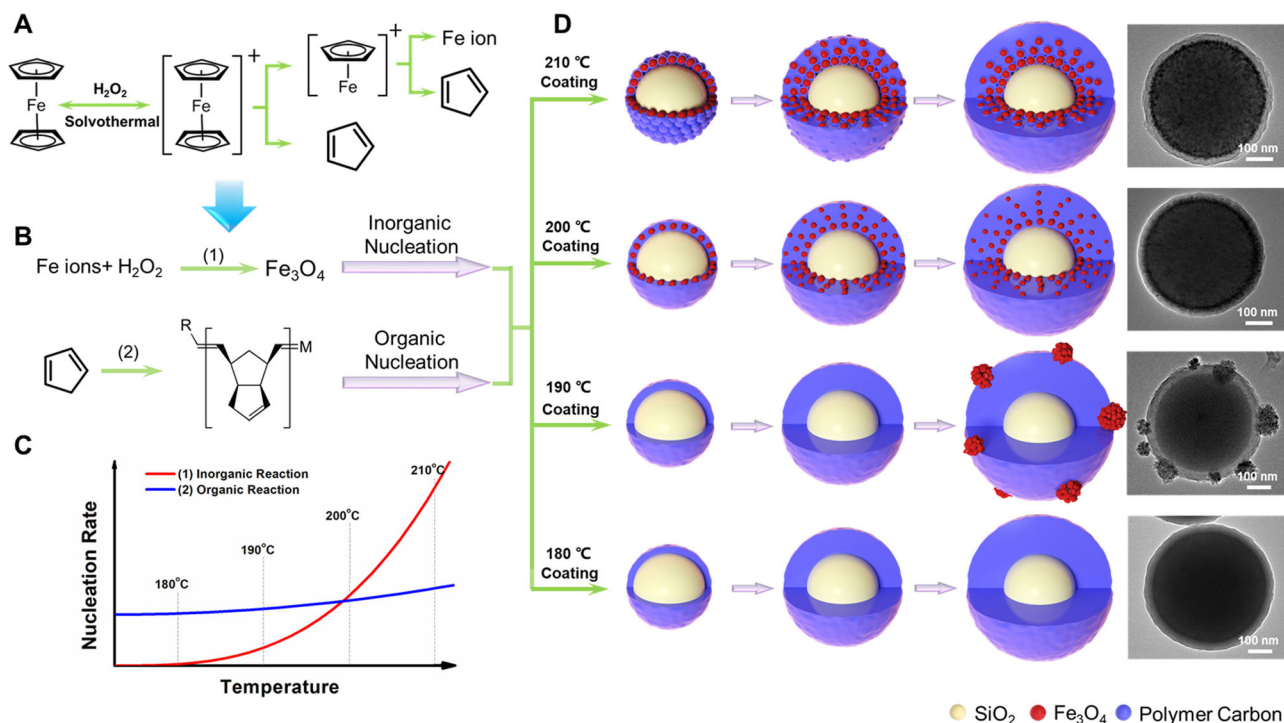 A
Fe
H₂O₂
Solvothermal
Fe
+
Fe
+
Fe ion
B
Fe ions+ H₂O₂
(1)
Fe₃O₄
Inorganic
Nucleation
(2)
R
M
Organic
Nucleation
C
(1) Inorganic Reaction
(2) Organic Reaction
180°C
190°C
200°C
210°C
Nucleation Rate
Temperature
D
210 ℃
Coating
100 nm
200 ℃
Coating
100 nm
190 ℃
Coating
100 nm
180 ℃
Coating
100 nm
SiO₂
Fe₃O₄
Polymer Carbon